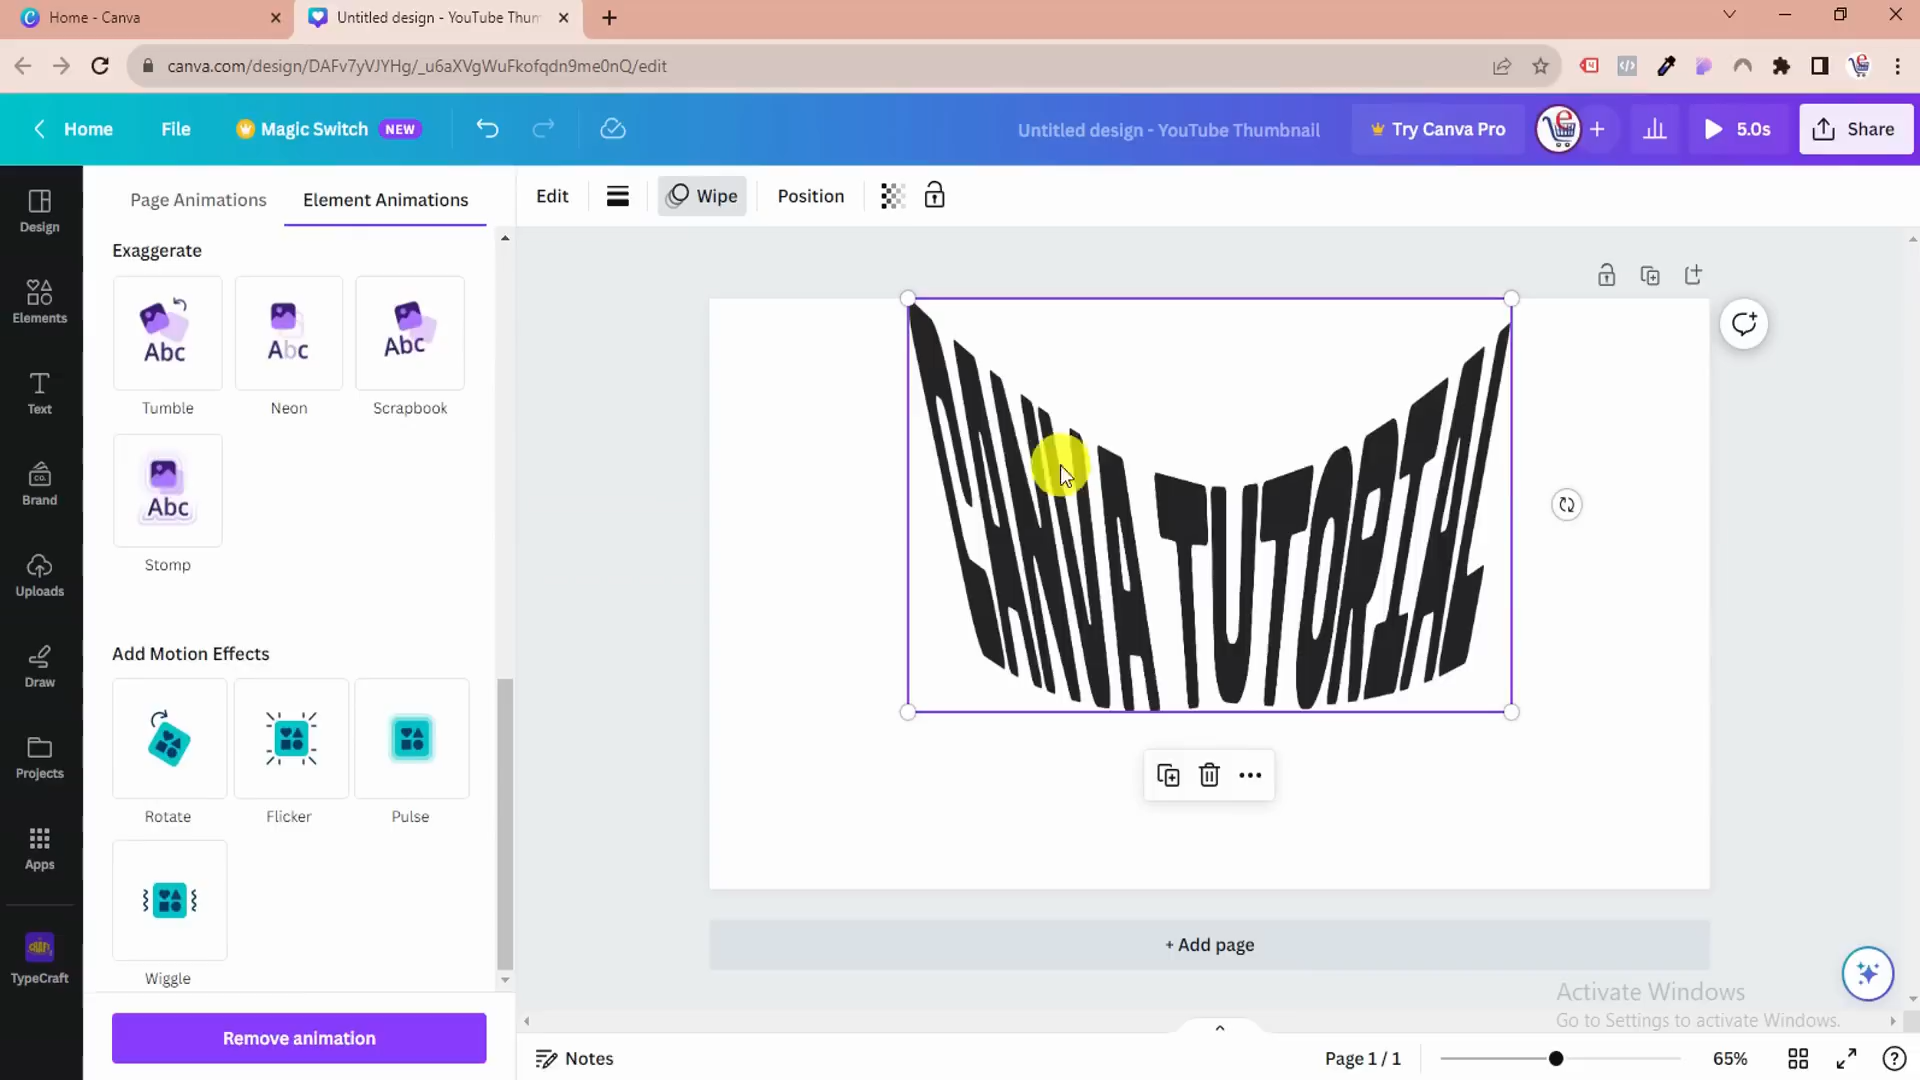 Home - Canva
Untitled design - YouTube Thum
canva.com/design/DAFv7yVJYHg/_u6aXVgWuFkofqdn9me0nQ/edit
Home
File
Magic Switch
NEW
Untitled design - YouTube Thumbnail
Try Canva Pro
5.0s
Share
Design
Elements
Text
Brand
Uploads
Draw
Projects
Apps
TypeCraft
Page Animations
Element Animations
Edit
Wipe
Position
Exaggerate
Abc
Abc
Abc
Tumble
Neon
Scrapbook
Abc
Stomp
Add Motion Effects
Rotate
Flicker
Pulse
Wiggle
Remove animation
CANVA TUTORIAL
+ Add page
Activate Windows
Go to Settings to activate Windows.
Notes
Page 1 / 1
65%